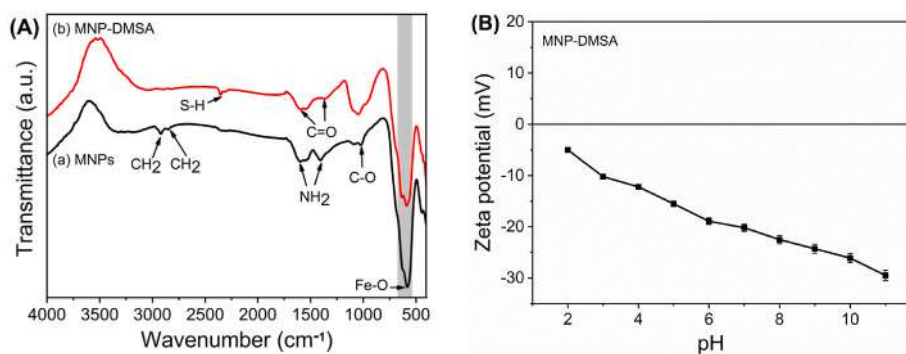 (A)
(b) MNP-DMSA
S-H
C=O
(a) MNPs
CH2 CH2
NH2
C-O
Fe-O
Transmittance (a.u.)
4000 3500 3000 2500 2000 1500 1000 500
Wavenumber (cm⁻¹)
(B)
MNP-DMSA
20
10
0
-10
-20
-30
Zeta potential (mV)
2 4 6 8 10
pH